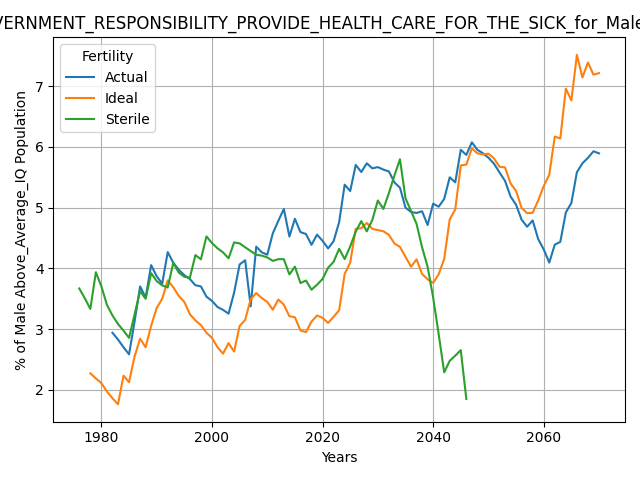 VERNMENT_RESPONSIBILITY_PROVIDE_HEALTH_CARE_FOR_THE_SICK_for_Male
Fertility
Actual
Ideal
Sterile
% of Male Above_Average_IQ Population
7
6
5
4
3
2
1980
2000
2020
2040
2060
Years